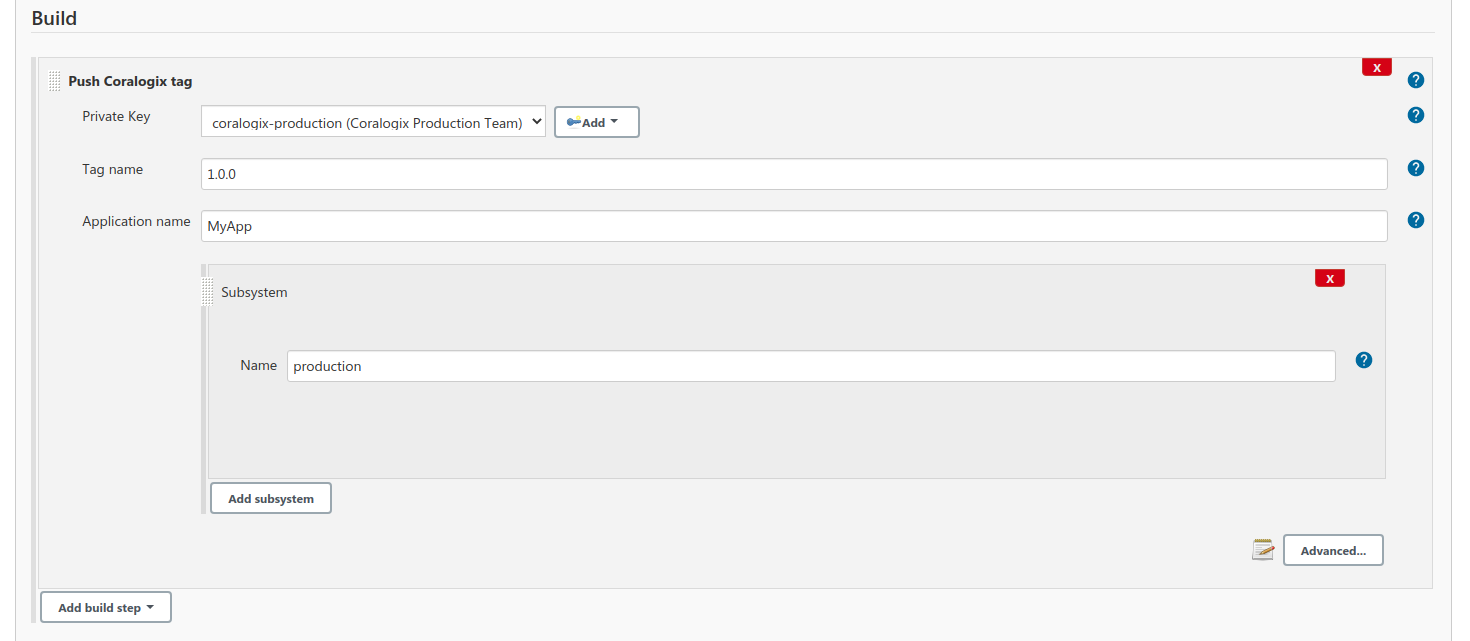 Build
Push Coralogix tag
X
?
Private Key
coralogix-production (Coralogix Production Team)
Add
?
Tag name
1.0.0
?
Application name
MyApp
?
Subsystem
X
Name
production
?
Add subsystem
Advanced...
Add build step